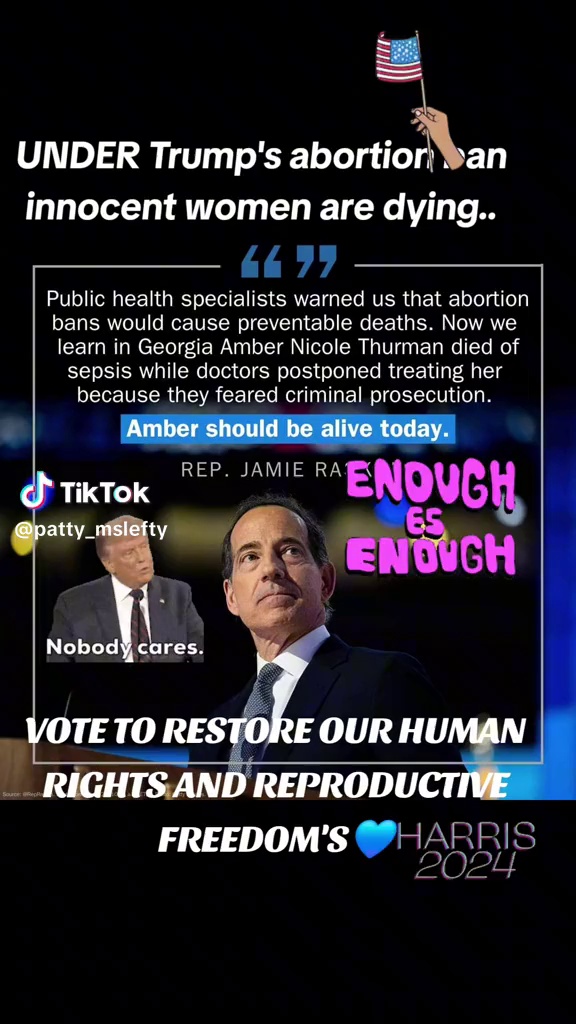 UNDER Trump's abortion ban
innocent women are dying..
Public health specialists warned us that abortion
bans would cause preventable deaths. Now we
learn in Georgia Amber Nicole Thurman died of
sepsis while doctors postponed treating her
because they feared criminal prosecution.
Amber should be alive today.
REP. JAMIE RASK
ENOUGH
ES
ENOUGH
TikTok
@patty_mslefty
Nobody cares.
VOTE TO RESTORE OUR HUMAN
RIGHTS AND REPRODUCTIVE
FREEDOM'S 💙HARRIS
2024